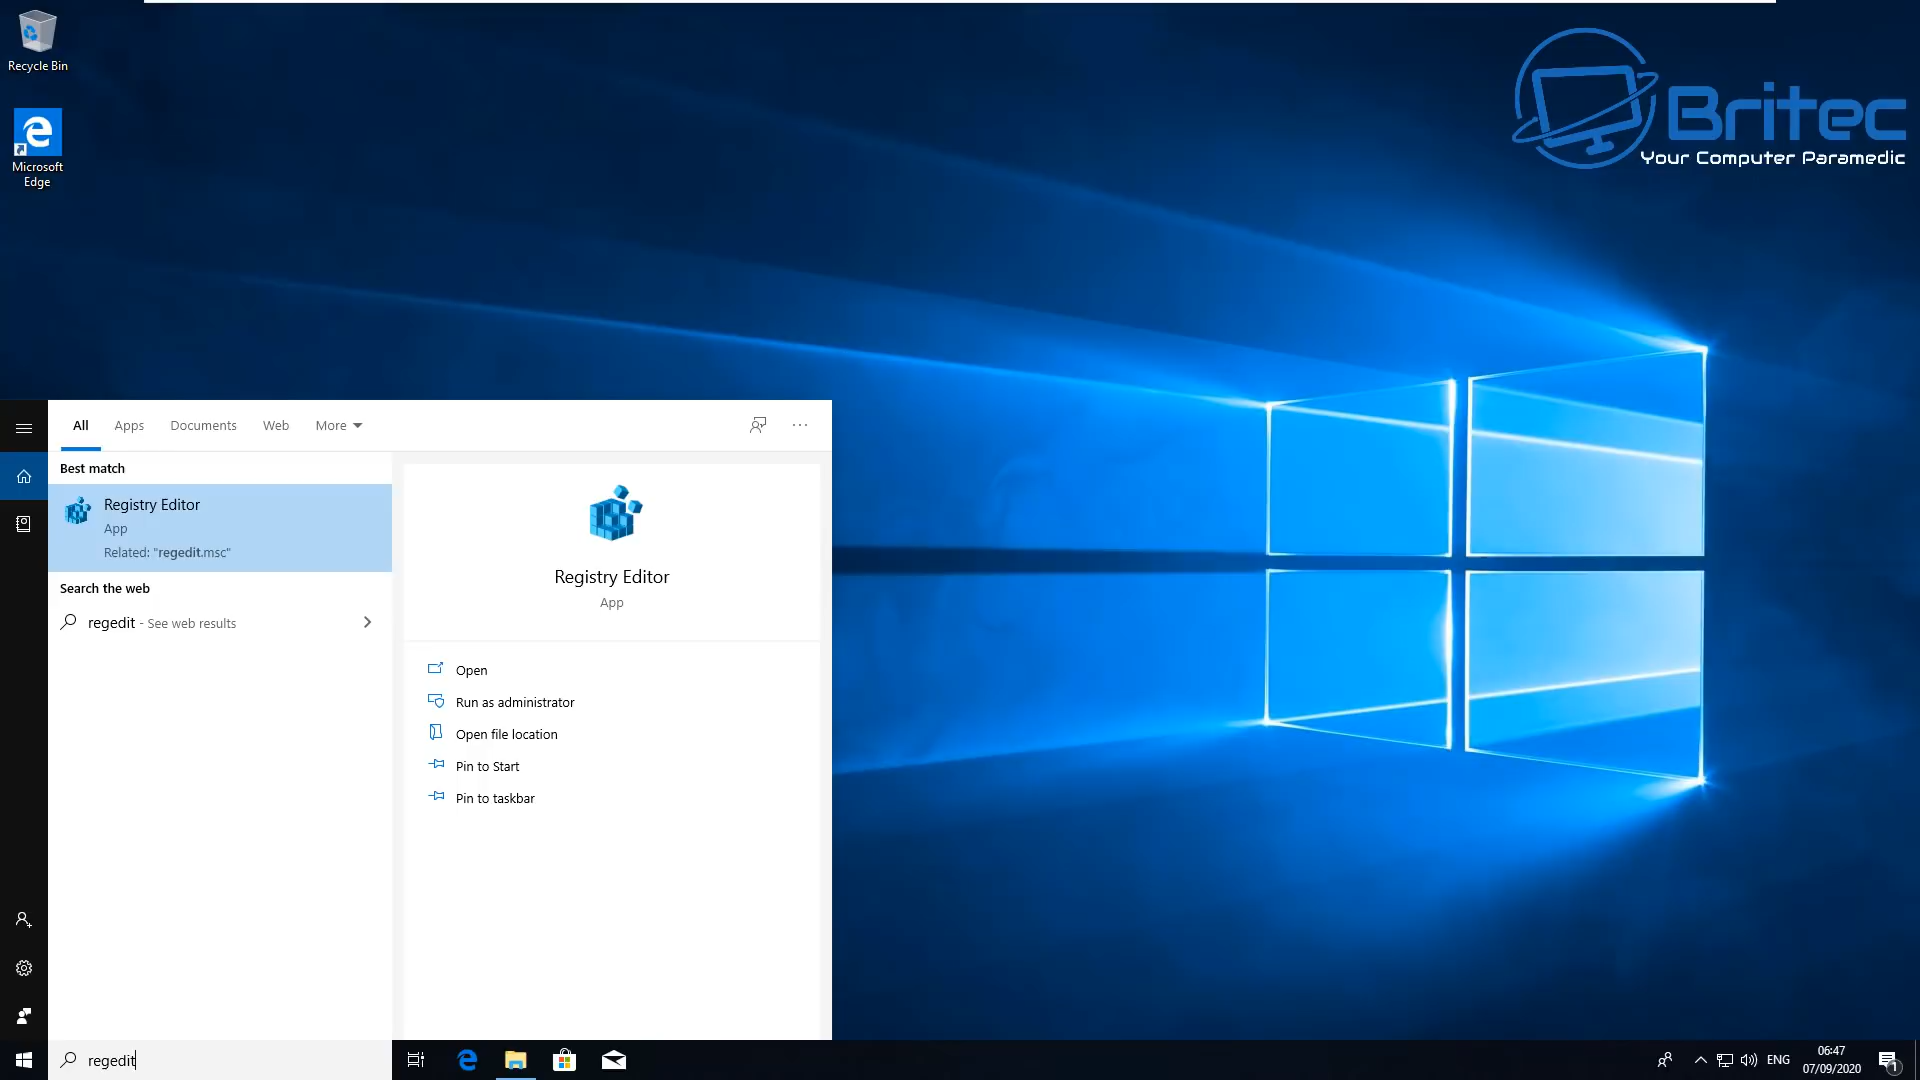 Recycle Bin
Microsoft
Edge
Britec
Your Computer Paramedic
All
Apps
Documents
Web
More
Best match
Registry Editor
App
Related: "regedit.msc"
Search the web
regedit - See web results
Registry Editor
App
Open
Run as administrator
Open file location
Pin to Start
Pin to taskbar
regedit
ENG
06:47
07/09/2020
1